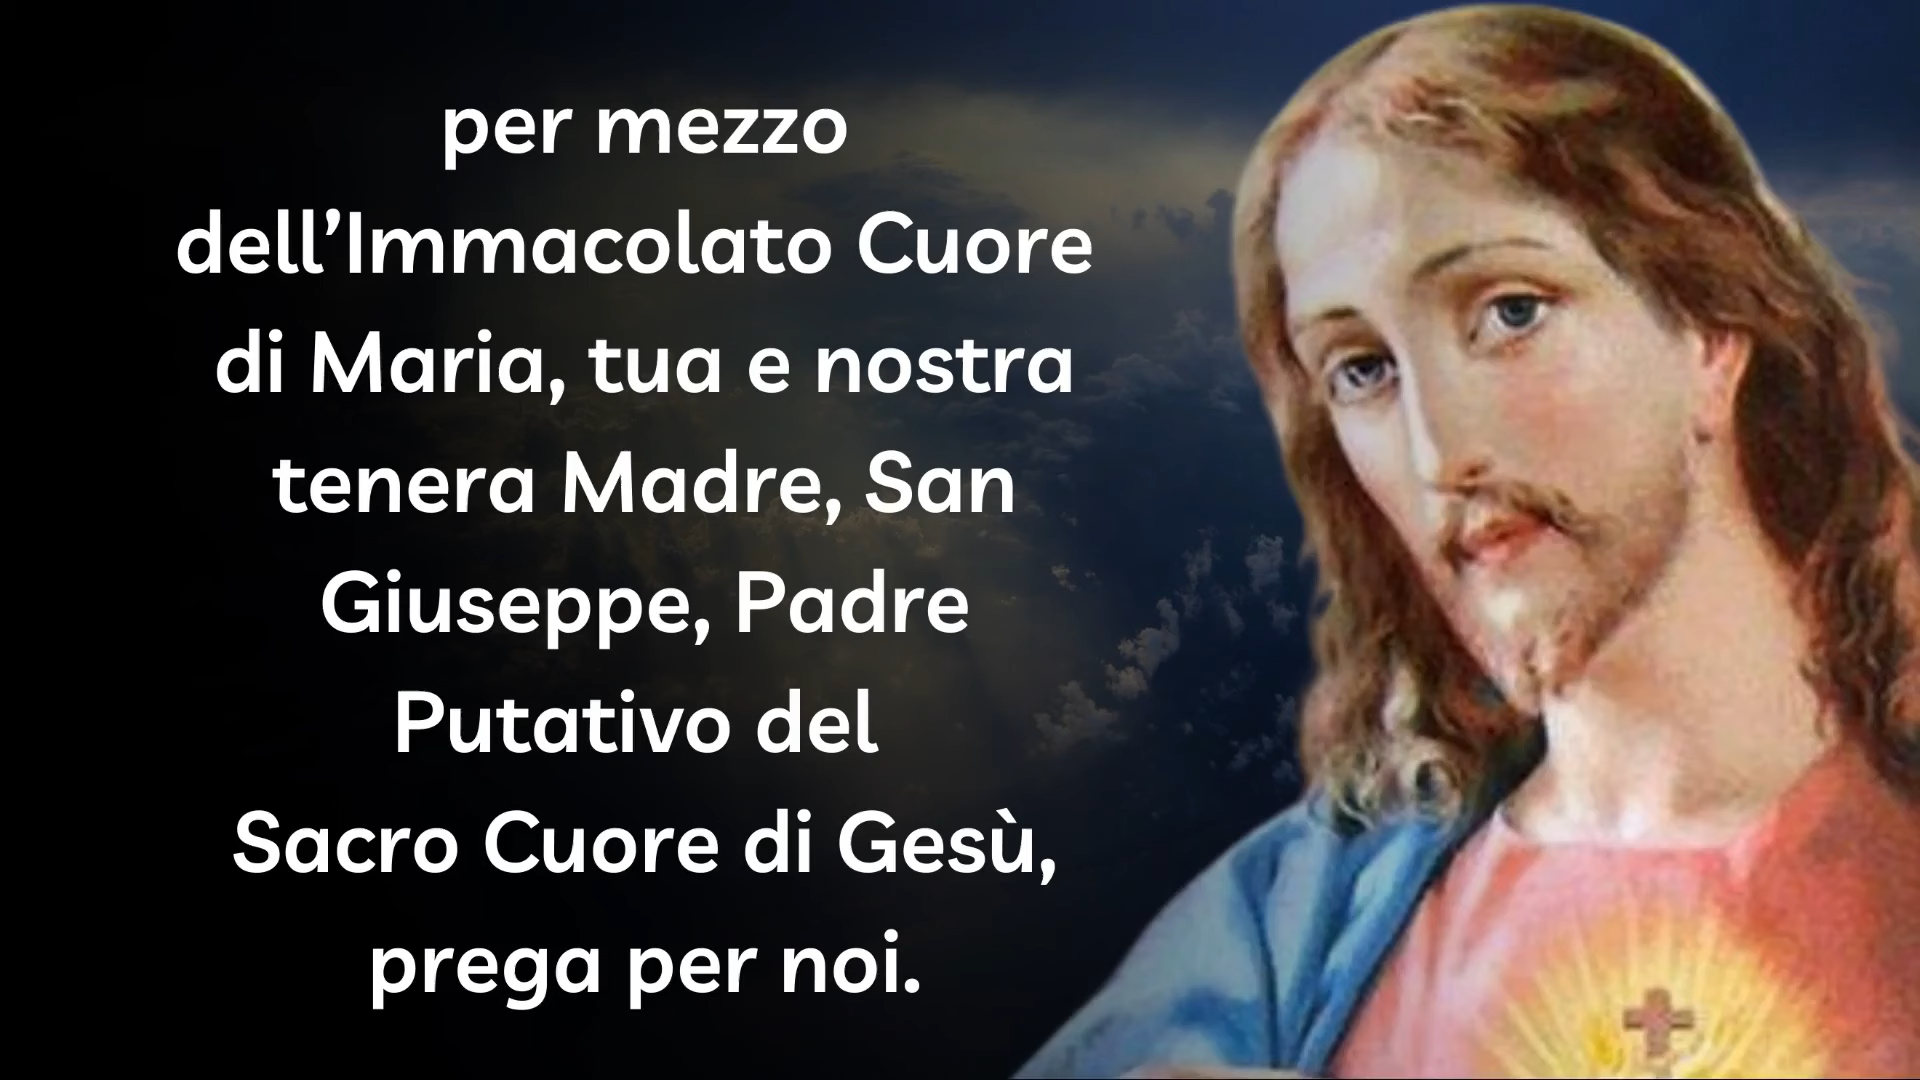 per mezzo
dell’Immacolato Cuore
di Maria, tua e nostra
tenera Madre, San
Giuseppe, Padre
Putativo del
Sacro Cuore di Gesù,
prega per noi.